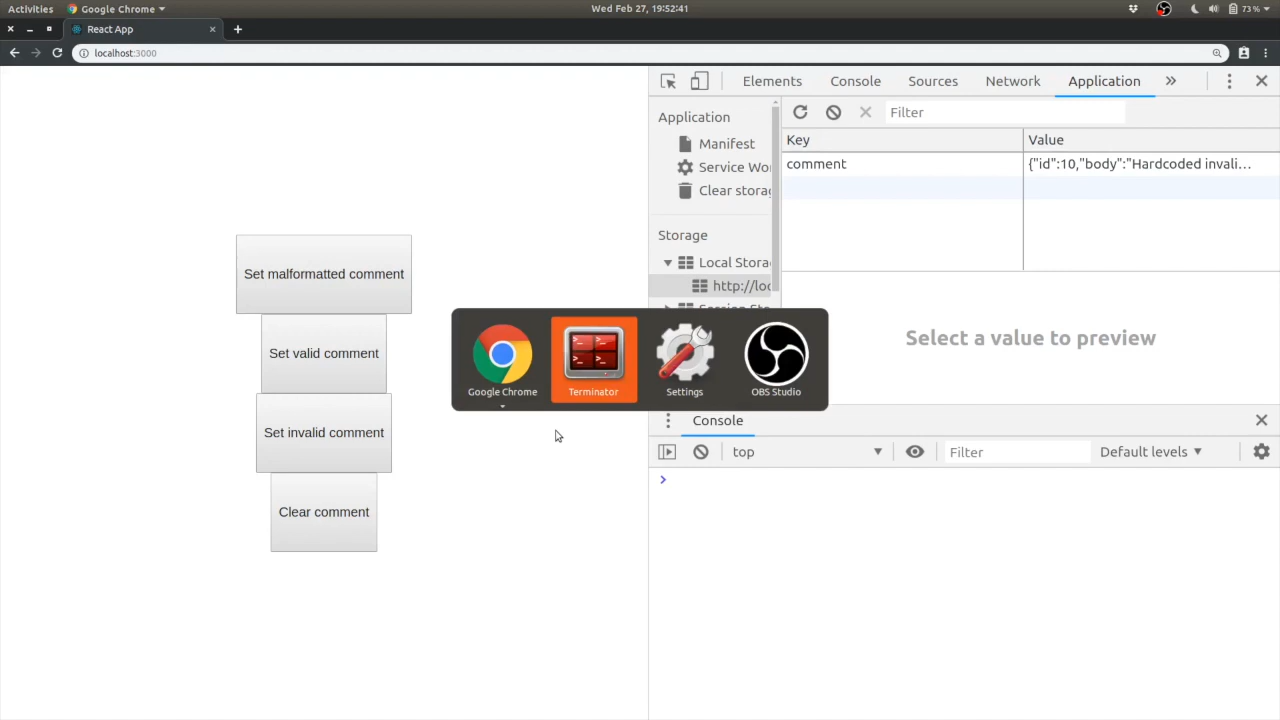 Activities
Google Chrome
Wed Feb 27, 19:52:41
73 %
React App
localhost:3000
Elements
Console
Sources
Network
Application
Application
Manifest
Service Wo
Clear storag
Storage
Local Stora
http://loc
Filter
Key
Value
comment
{"id":10,"body":"Hardcoded invali...
Select a value to preview
Set malformatted comment
Set valid comment
Set invalid comment
Clear comment
Google Chrome
Terminator
Settings
OBS Studio
Console
top
Filter
Default levels